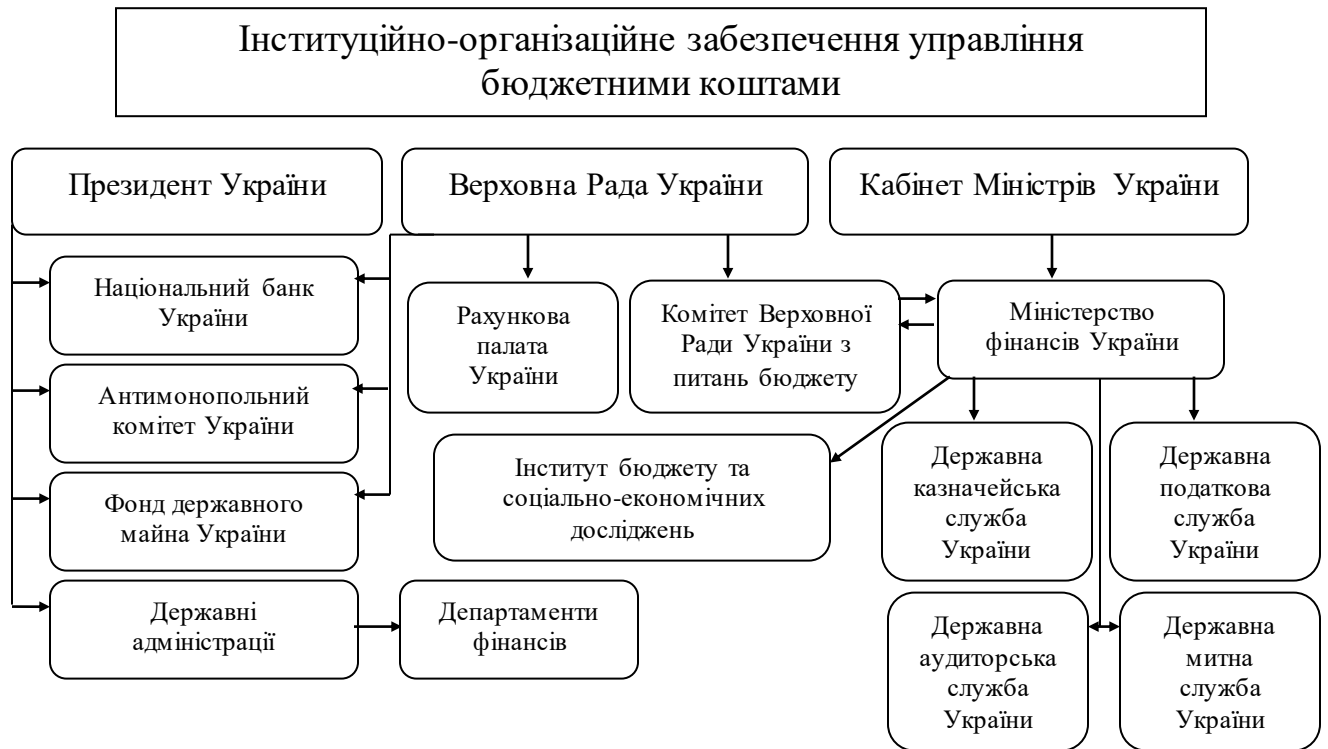 Інституційно-організаційне забезпечення управління
бюджетними коштами
Президент України
Верховна Рада України
Кабінет Міністрів України
Національний банк
України
Антимонопольний
комітет України
Фонд державного
майна України
Державні
адміністрації
Департаменти
фінансів
Рахункова
палата
України
Комітет Верховної
Ради України з
питань бюджету
Міністерство
фінансів України
Інститут бюджету та
соціально-економічних
досліджень
Державна
казначейська
служба
України
Державна
податкова
служба
України
Державна
аудиторська
служба
України
Державна
митна
служба
України